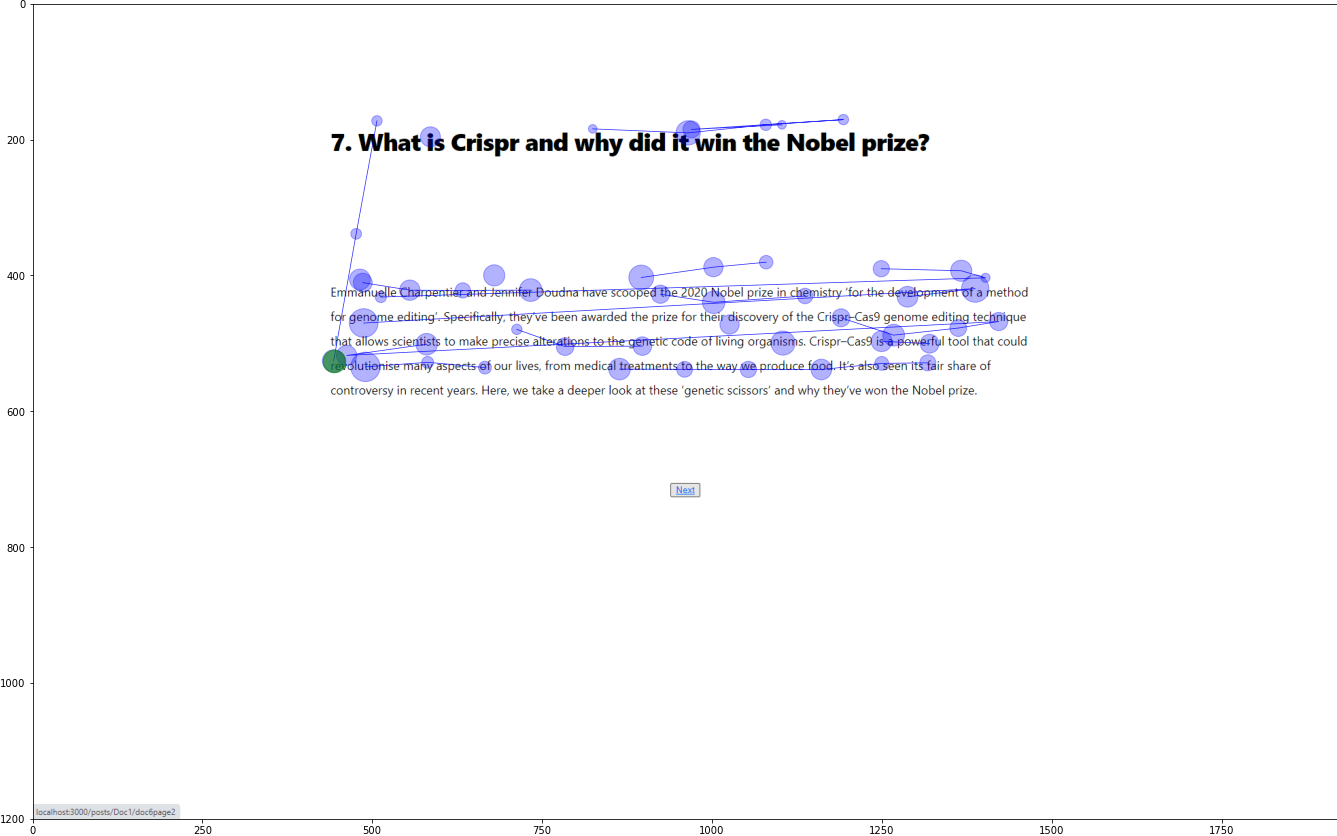 0
200
7. What is Crispr and why did it win the Nobel prize?
400
Emmanuelle Charpentier and Jennifer Doudna have scooped the 2020 Nobel prize in chemistry ‘for the development of a method
for genome editing’. Specifically, they’ve been awarded the prize for their discovery of the Crispr–Cas9 genome editing technique
that allows scientists to make precise alterations to the genetic code of living organisms. Crispr–Cas9 is a powerful tool that could
revolutionise many aspects of our lives, from medical treatments to the way we produce food. It’s also seen its fair share of
controversy in recent years. Here, we take a deeper look at these ‘genetic scissors’ and why they’ve won the Nobel prize.
600
Next
800
1000
localhost:3000/posts/Doc1/doc6page2
1200
0 250 500 750 1000 1250 1500 1750